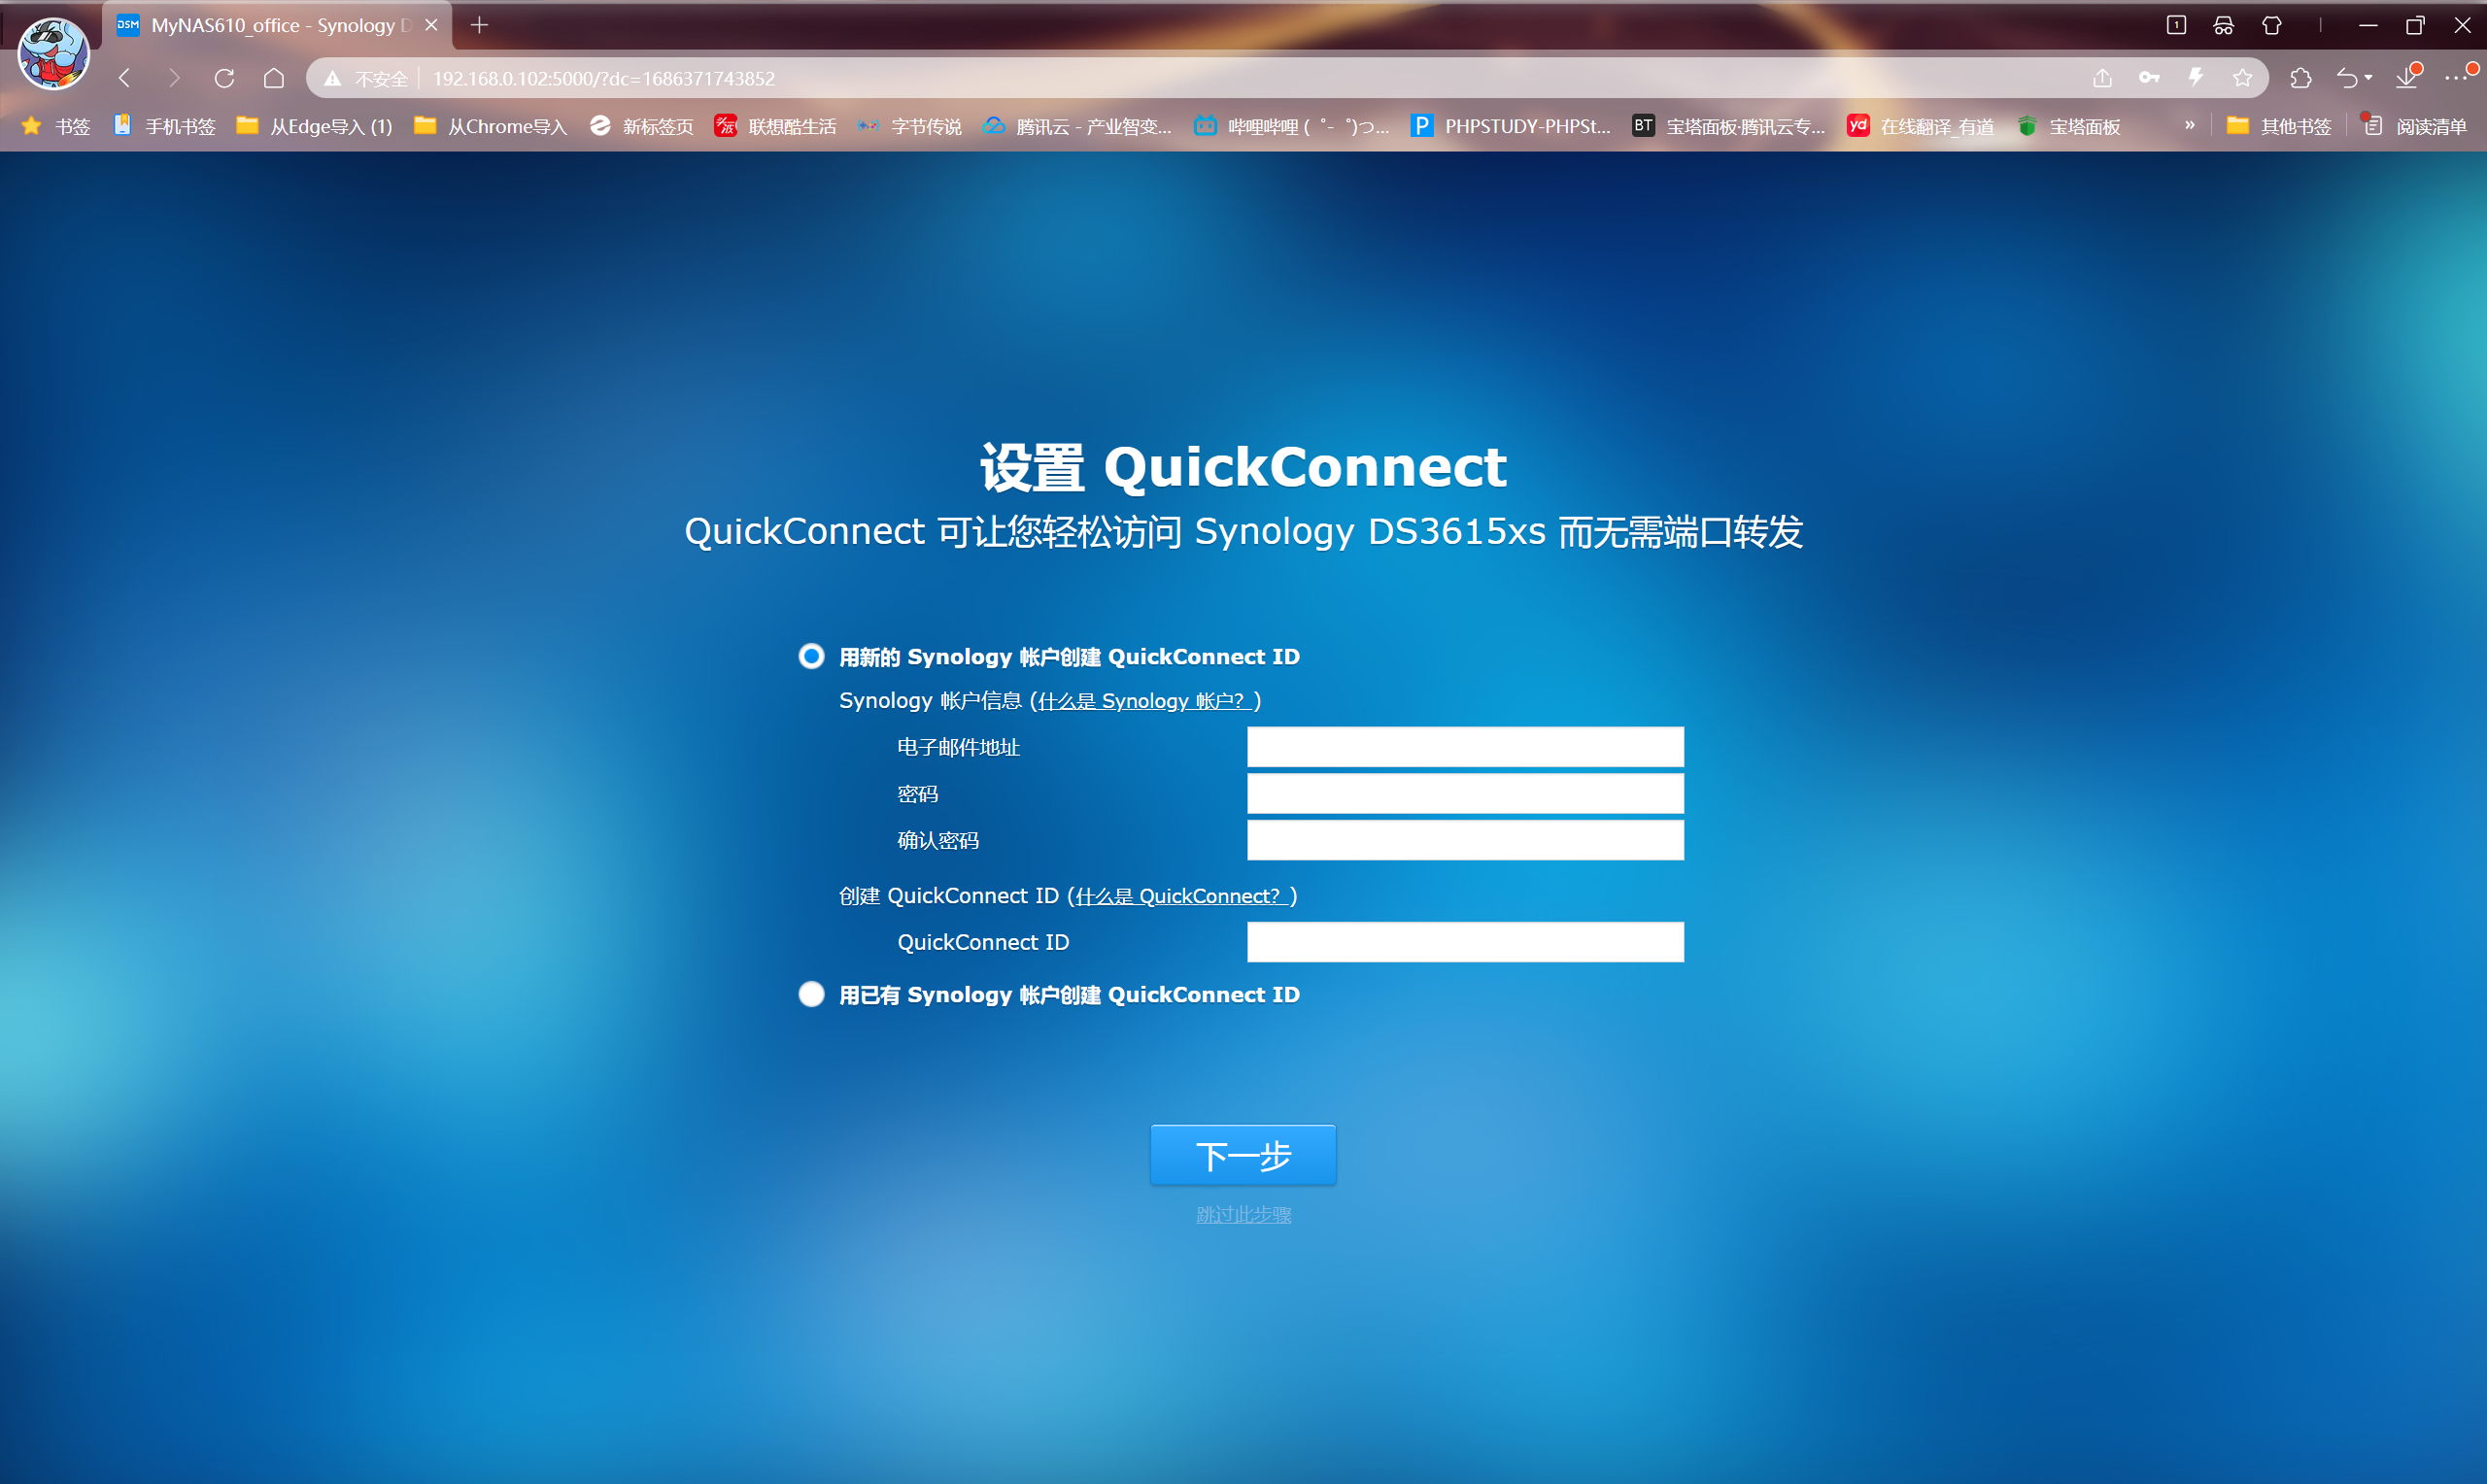 MyNAS610_office - Synology D
1
不安全
192.168.0.102:5000/?dc=1686371743852
书签
手机书签
从Edge导入 (1)
从Chrome导入
新标签页
联想酷生活
字节传说
腾讯云 - 产业智变...
哔哩哔哩 ( ゜- ゜)つ...
PHPSTUDY-PHPSt...
BT
宝塔面板·腾讯云专...
yd
在线翻译_有道
宝塔面板
»
其他书签
阅读清单
设置 QuickConnect
QuickConnect 可让您轻松访问 Synology DS3615xs 而无需端口转发
用新的 Synology 帐户创建 QuickConnect ID
Synology 帐户信息 (什么是 Synology 帐户？)
电子邮件地址
密码
确认密码
创建 QuickConnect ID (什么是 QuickConnect？)
QuickConnect ID
用已有 Synology 帐户创建 QuickConnect ID
下一步
跳过此步骤